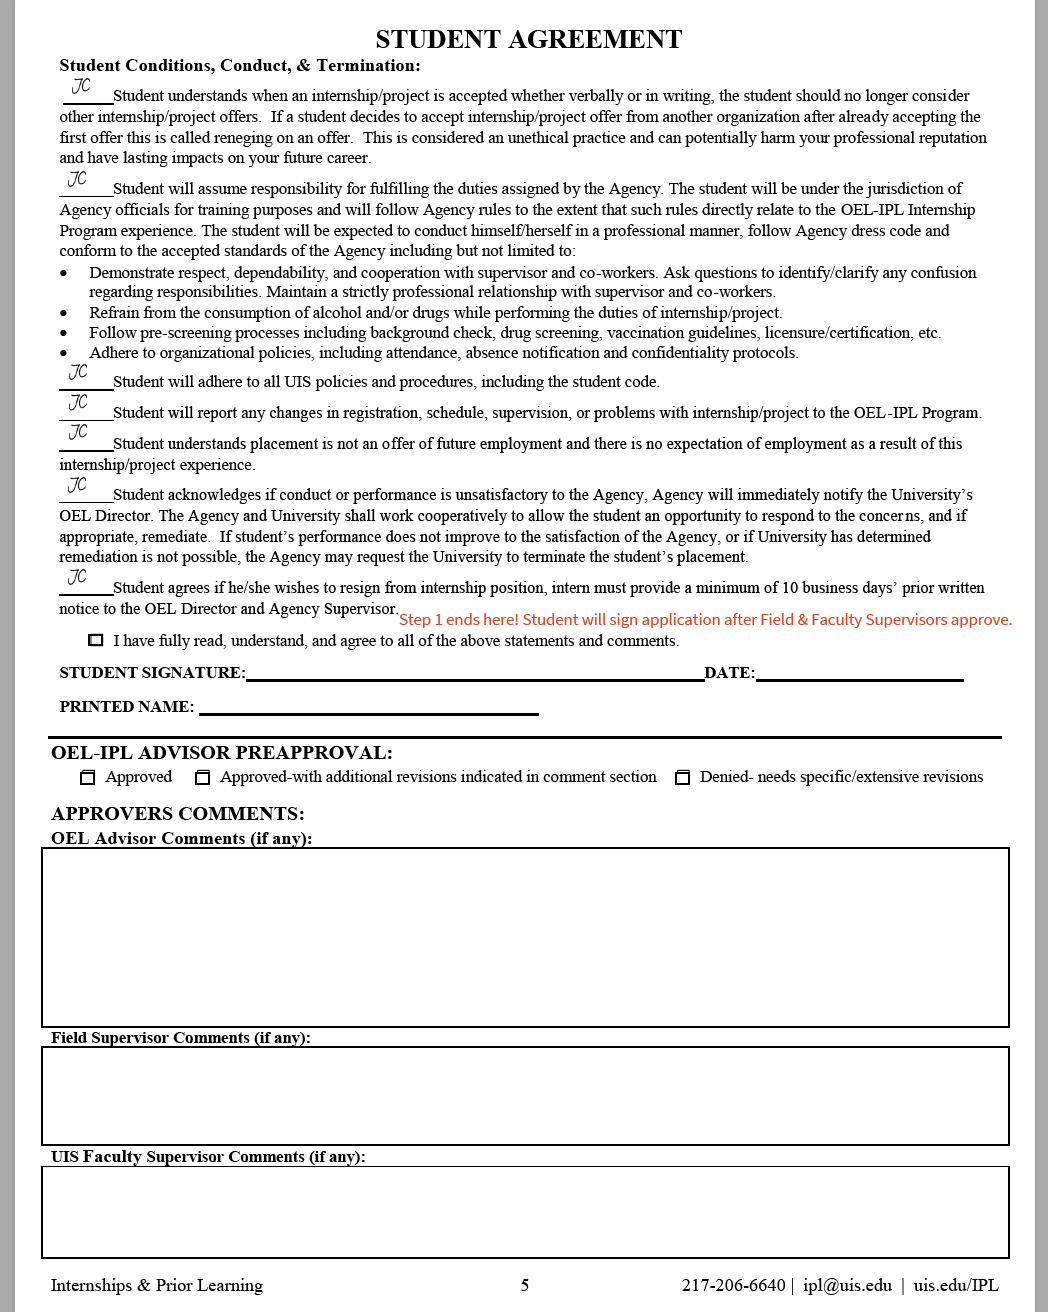 STUDENT AGREEMENT
Student Conditions, Conduct, & Termination:
JC Student understands when an internship/project is accepted whether verbally or in writing, the student should no longer consider
other internship/project offers. If a student decides to accept internship/project offer from another organization after already accepting the
first offer this is called reneging on an offer. This is considered an unethical practice and can potentially harm your professional reputation
and have lasting impacts on your future career.
JC Student will assume responsibility for fulfilling the duties assigned by the Agency. The student will be under the jurisdiction of
Agency officials for training purposes and will follow Agency rules to the extent that such rules directly relate to the OEL-IPL Internship
Program experience. The student will be expected to conduct himself/herself in a professional manner, follow Agency dress code and
conform to the accepted standards of the Agency including but not limited to:
• Demonstrate respect, dependability, and cooperation with supervisor and co-workers. Ask questions to identify/clarify any confusion
regarding responsibilities. Maintain a strictly professional relationship with supervisor and co-workers.
• Refrain from the consumption of alcohol and/or drugs while performing the duties of internship/project.
• Follow pre-screening processes including background check, drug screening, vaccination guidelines, licensure/certification, etc.
• Adhere to organizational policies, including attendance, absence notification and confidentiality protocols.
JC Student will adhere to all UIS policies and procedures, including the student code.
JC Student will report any changes in registration, schedule, supervision, or problems with internship/project to the OEL-IPL Program.
JC Student understands placement is not an offer of future employment and there is no expectation of employment as a result of this
internship/project experience.
JC Student acknowledges if conduct or performance is unsatisfactory to the Agency, Agency will immediately notify the University's
OEL Director. The Agency and University shall work cooperatively to allow the student an opportunity to respond to the concerns, and if
appropriate, remediate. If student's performance does not improve to the satisfaction of the Agency, or if University has determined
remediation is not possible, the Agency may request the University to terminate the student's placement.
JC Student agrees if he/she wishes to resign from internship position, intern must provide a minimum of 10 business days' prior written
notice to the OEL Director and Agency Supervisor.
Step 1 ends here! Student will sign application after Field & Faculty Supervisors approve.
I have fully read, understand, and agree to all of the above statements and comments.
STUDENT SIGNATURE: DATE:
PRINTED NAME:
OEL-IPL ADVISOR PREAPPROVAL:
Approved Approved-with additional revisions indicated in comment section Denied- needs specific/extensive revisions
APPROVERS COMMENTS:
OEL Advisor Comments (if any):
Field Supervisor Comments (if any):
UIS Faculty Supervisor Comments (if any):
Internships & Prior Learning 5 217-206-6640 | ipl@uis.edu | uis.edu/IPL